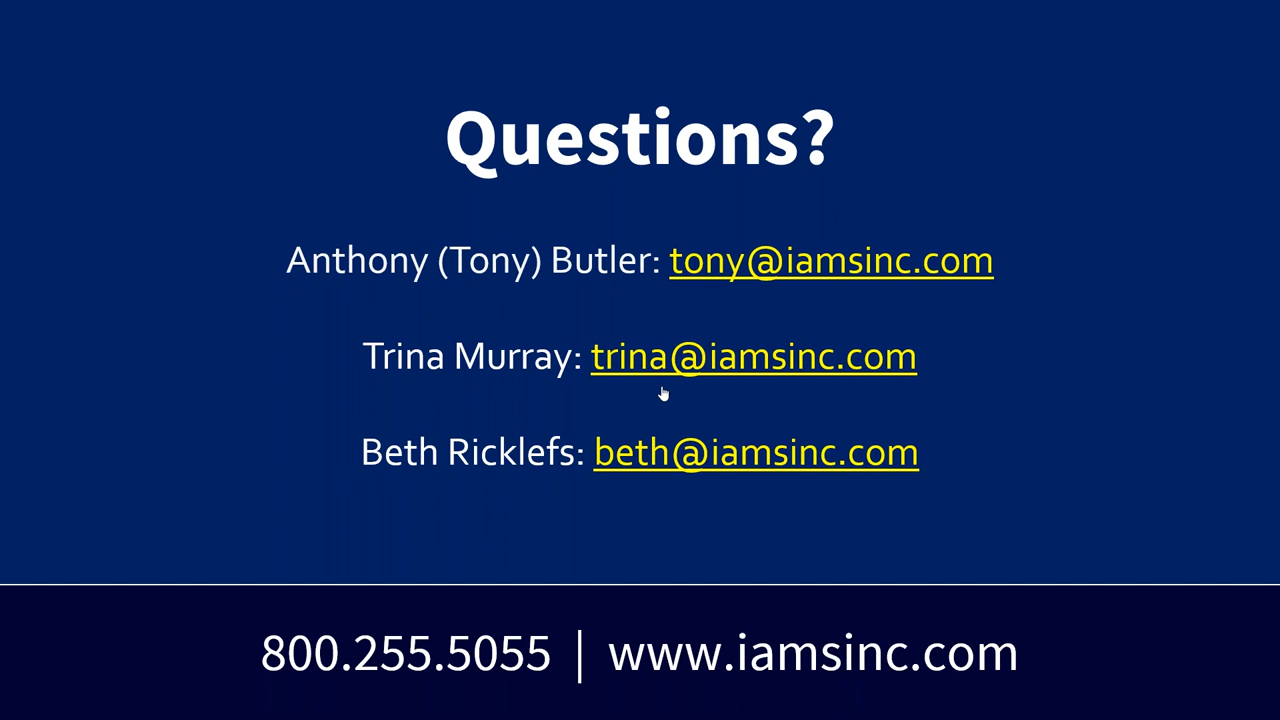 Questions?
Anthony (Tony) Butler: tony@iamsinc.com
Trina Murray: trina@iamsinc.com
Beth Ricklefs: beth@iamsinc.com
800.255.5055 | www.iamsinc.com